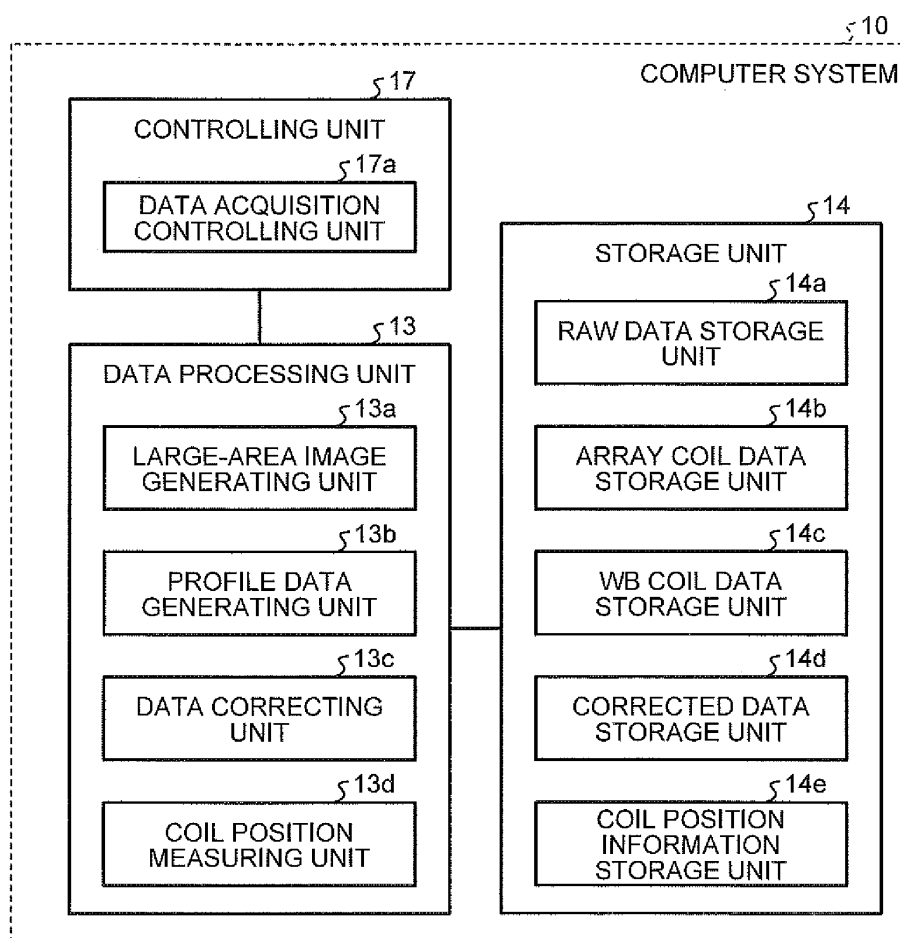 10
COMPUTER SYSTEM
17
CONTROLLING UNIT
17a
DATA ACQUISITION
CONTROLLING UNIT
13
DATA PROCESSING UNIT
13a
LARGE-AREA IMAGE
GENERATING UNIT
13b
PROFILE DATA
GENERATING UNIT
13c
DATA CORRECTING
UNIT
13d
COIL POSITION
MEASURING UNIT
14
STORAGE UNIT
14a
RAW DATA STORAGE
UNIT
14b
ARRAY COIL DATA
STORAGE UNIT
14c
WB COIL DATA
STORAGE UNIT
14d
CORRECTED DATA
STORAGE UNIT
14e
COIL POSITION
INFORMATION
STORAGE UNIT